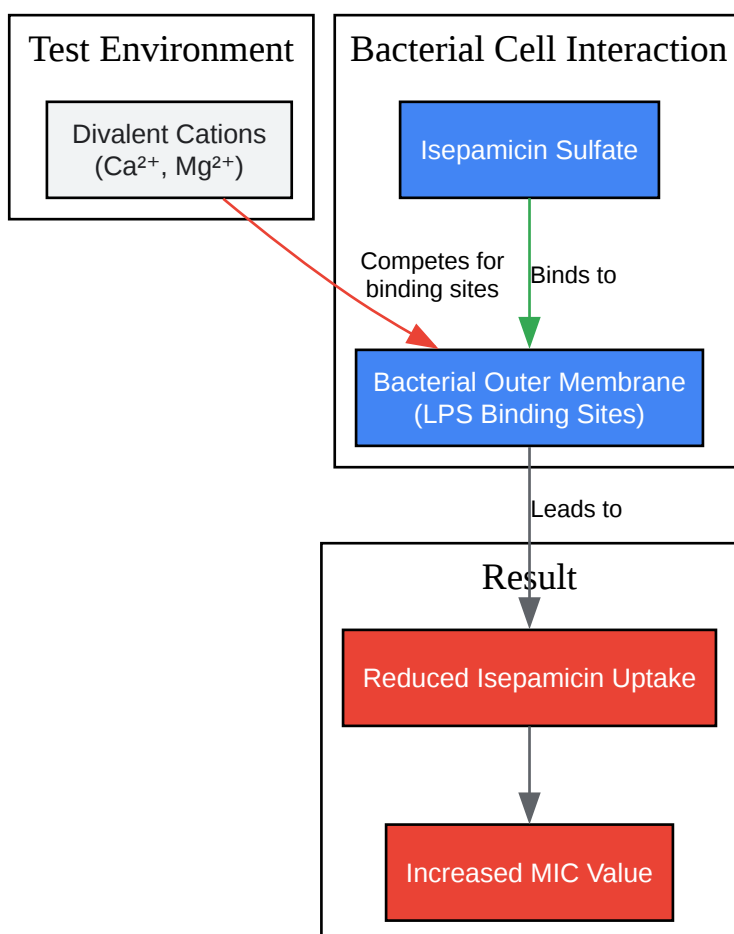 Test Environment
Divalent Cations
(Ca²⁺, Mg²⁺)
Bacterial Cell Interaction
Isepamicin Sulfate
Competes for
binding sites
Binds to
Bacterial Outer Membrane
(LPS Binding Sites)
Leads to
Result
Reduced Isepamicin Uptake
Increased MIC Value